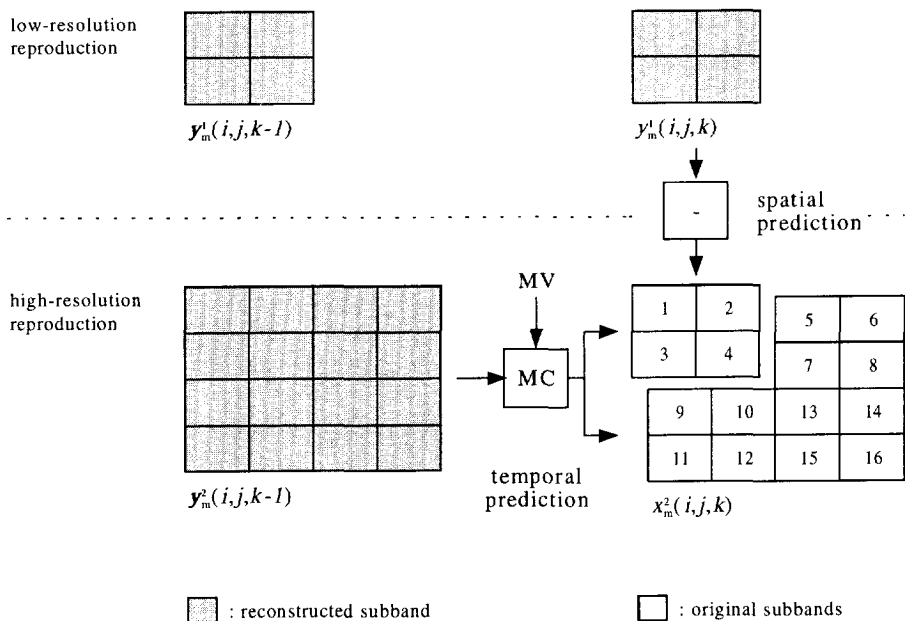 low-resolution
reproduction
y¹ₘ(i,j,k-1)
y¹ₘ(i,j,k)
-
spatial
prediction
high-resolution
reproduction
MV
MC
1 2
3 4
5 6
7 8
9 10 13 14
11 12 15 16
temporal
prediction
y²ₘ(i,j,k-1)
x²ₘ(i,j,k)
: reconstructed subband
: original subbands